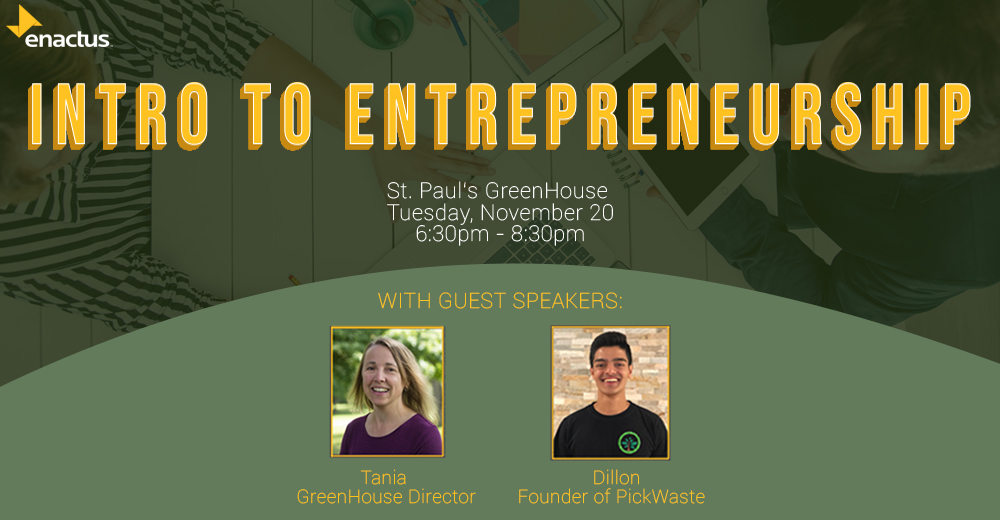 enactus
INTRO TO ENTREPRENEURSHIP
St. Paul's GreenHouse
Tuesday, November 20
6:30pm - 8:30pm
WITH GUEST SPEAKERS:
Tania
GreenHouse Director
Dillon
Founder of PickWaste